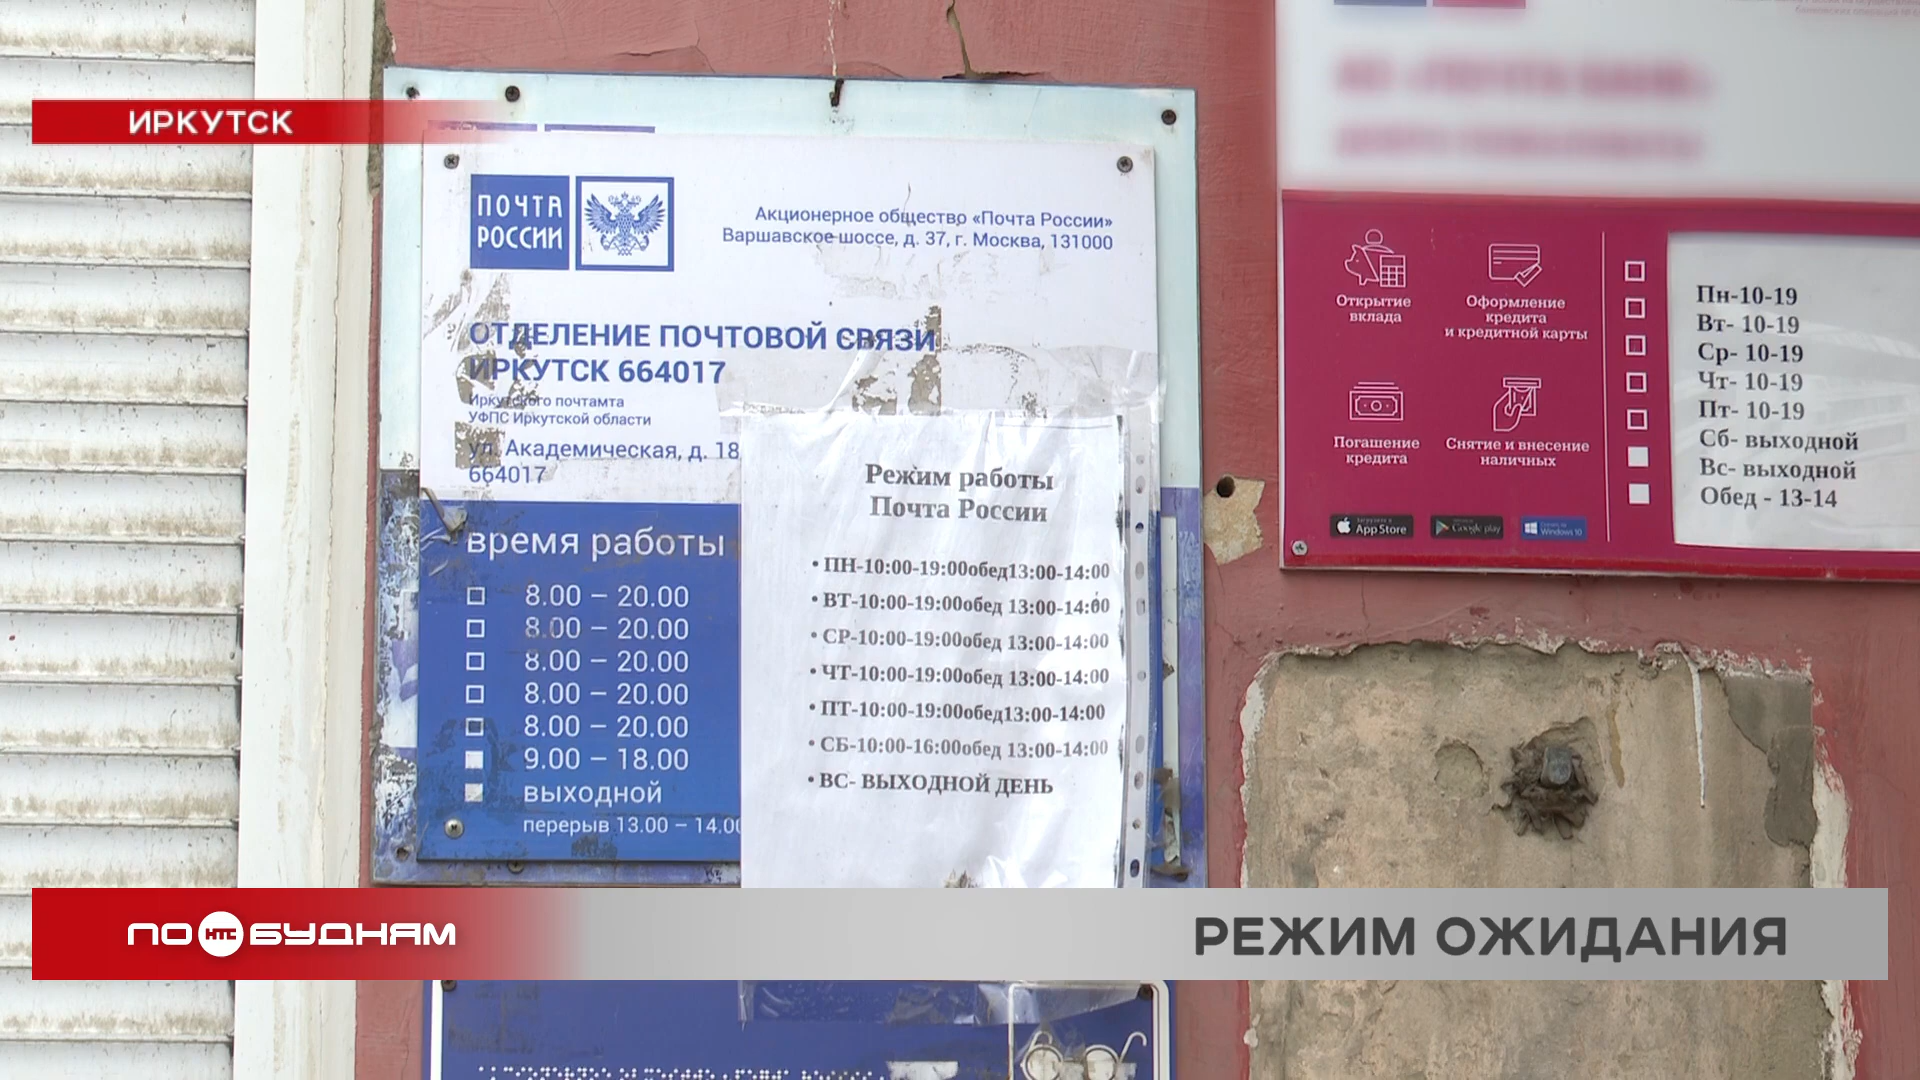 ИРКУТСК
ПОЧТА
РОССИИ
Акционерное общество «Почта России»
Варшавское шоссе, д. 37, г. Москва, 131000
ОТДЕЛЕНИЕ ПОЧТОВОЙ СВЯЗИ
ИРКУТСК 664017
Иркутского почтамта
УФПС Иркутской области
ул. Академическая, д. 18,
664017
время работы
8.00 – 20.00
8.00 – 20.00
8.00 – 20.00
8.00 – 20.00
8.00 – 20.00
9.00 – 18.00
выходной
перерыв 13.00 – 14.00
Режим работы
Почта России
• ПН-10:00-19:00обед13:00-14:00
• ВТ-10:00-19:00обед 13:00-14:00
• СР-10:00-19:00обед 13:00-14:00
• ЧТ-10:00-19:00обед 13:00-14:00
• ПТ-10:00-19:00обед13:00-14:00
• СБ-10:00-16:00обед 13:00-14:00
• ВС- ВЫХОДНОЙ ДЕНЬ
Открытие
вклада
Оформление
кредита
и кредитной карты
Погашение
кредита
Снятие и внесение
наличных
App Store
Google play
Windows 10
Пн-10-19
Вт- 10-19
Ср- 10-19
Чт- 10-19
Пт- 10-19
Сб- выходной
Вс- выходной
Обед - 13-14
ПО НТС БУДНЯМ
РЕЖИМ ОЖИДАНИЯ